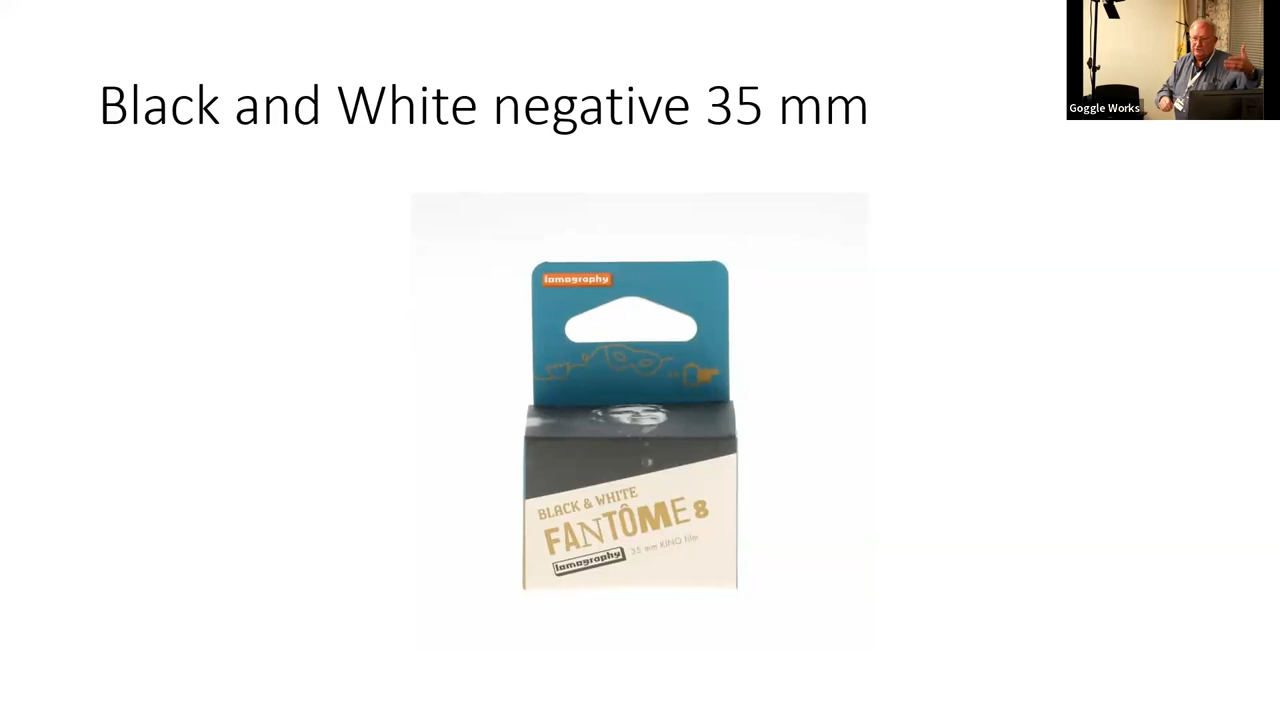 Black and White negative 35 mm
Goggle Works
lomography
BLACK & WHITE
FANTÔME 8
lomography
35 mm KINO film